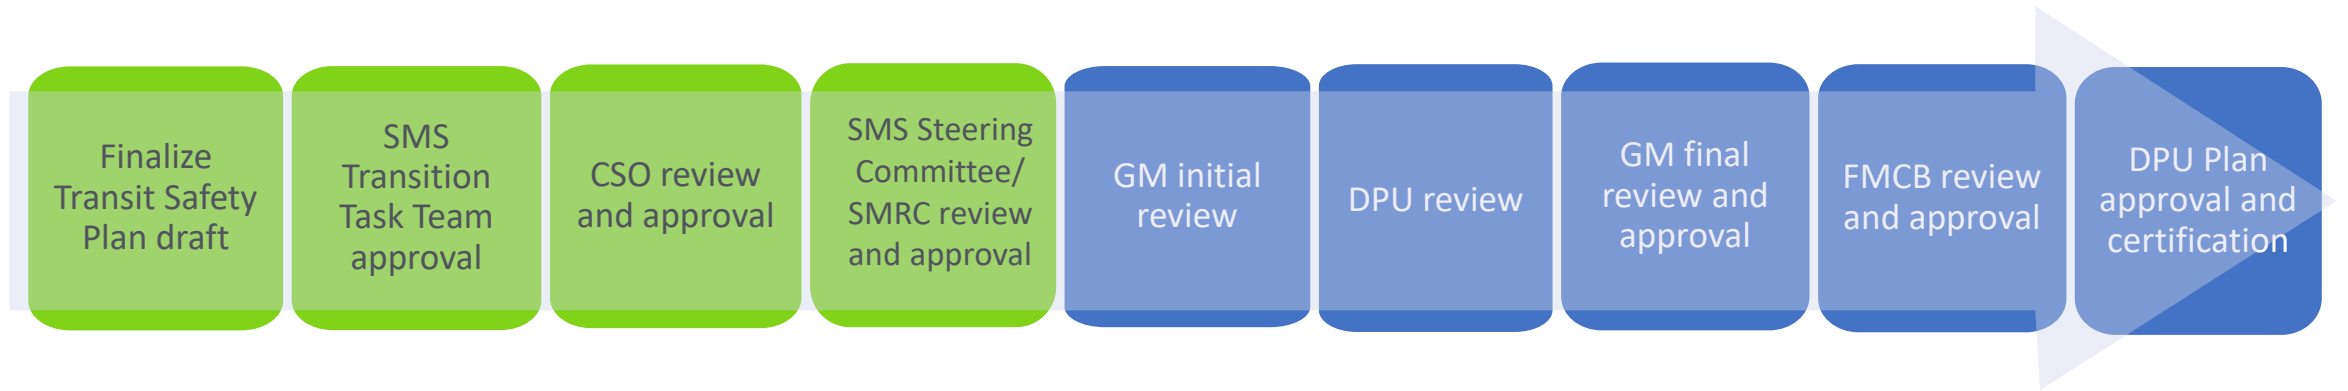 Finalize
Transit Safety
Plan draft
SMS
Transition
Task Team
approval
CSO review
and approval
SMS Steering
Committee/
SMRC review
and approval
GM initial
review
DPU review
GM final
review and
approval
FMCB review
and approval
DPU Plan
approval and
certification